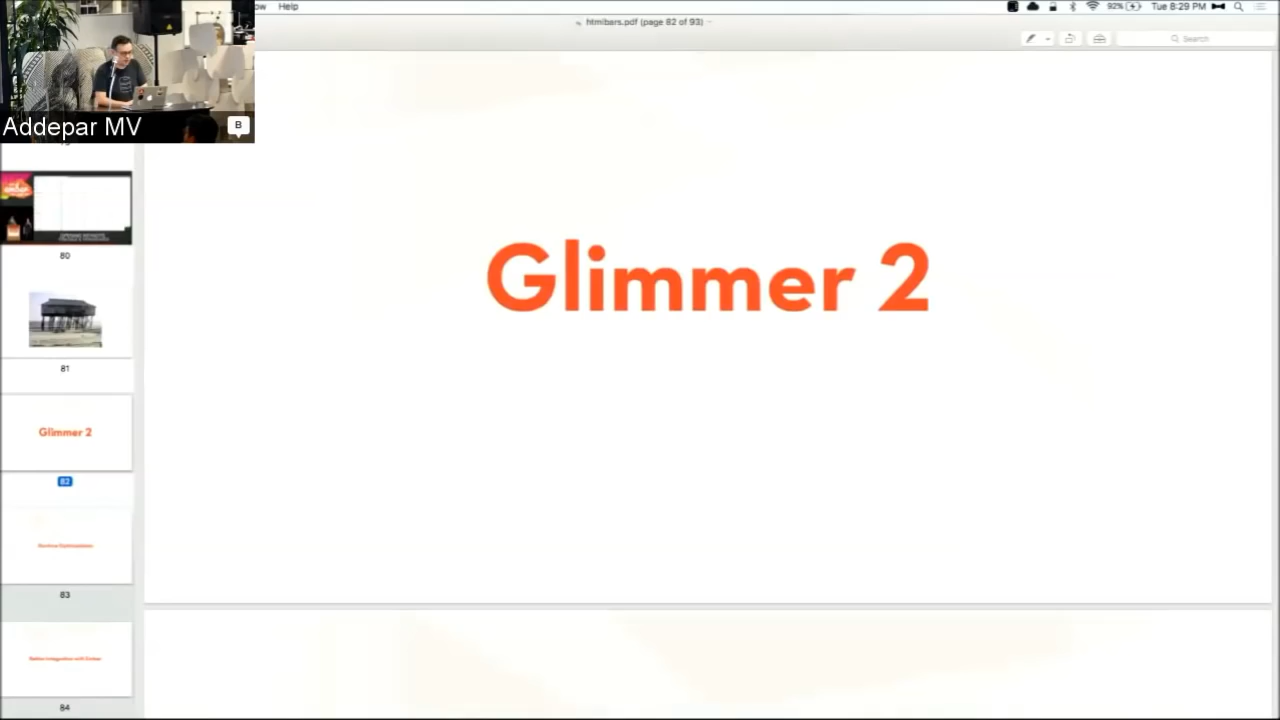 ow Help
92%
Tue 8:29 PM
htmlbars.pdf (page 82 of 93)
Search
Addepar MV
B
80
81
Glimmer 2
82
83
84
Glimmer 2